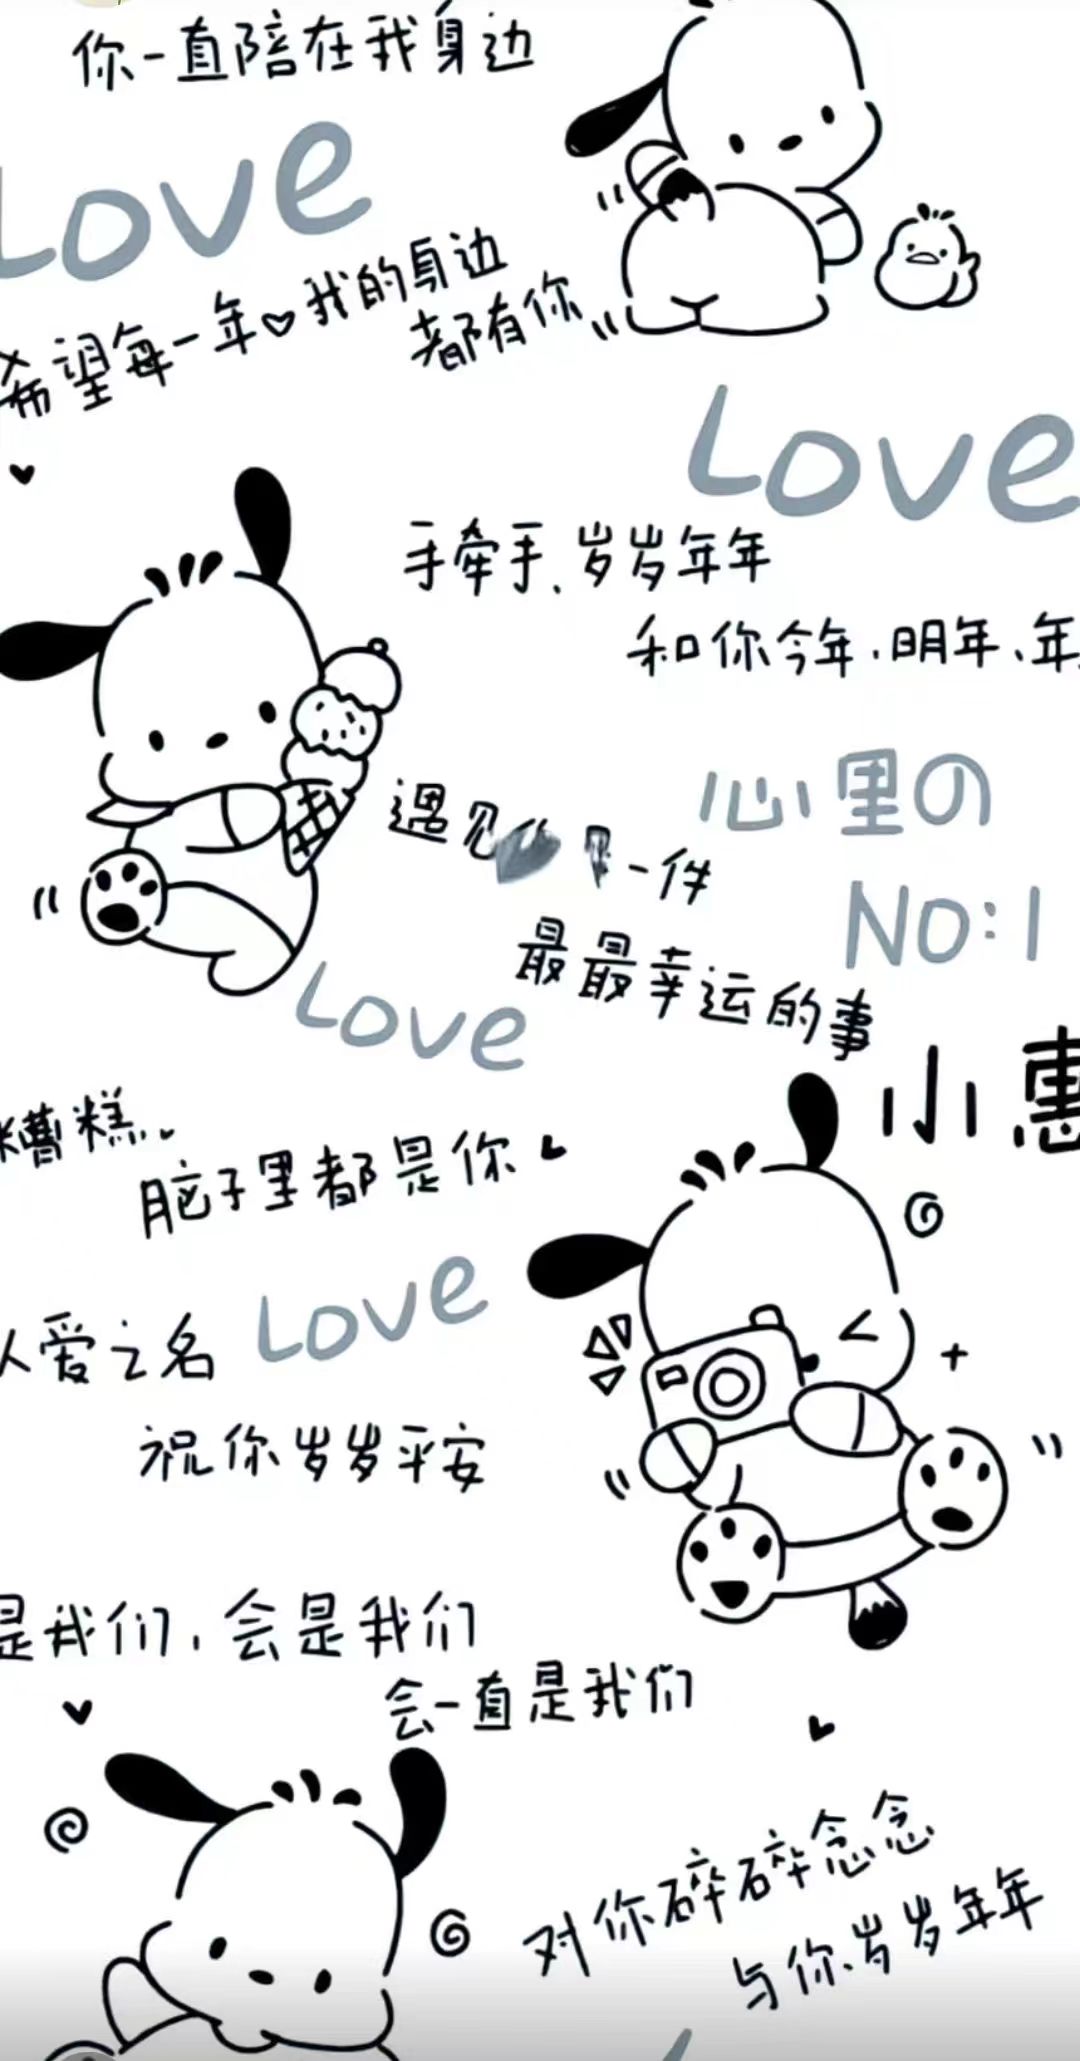 你一直陪在我身边
Love
希望每一年我的身边
都有你
Love
手牵手、岁岁年年
和你今年、明年、年
心里の
NO:1
遇见
一件
最最幸运的事
小惠
Love
糟糕、、
脑子里都是你
Love
以爱之名
祝你岁岁平安
是我们,会是我们
会一直是我们
对你碎碎念念
与你、岁岁年年